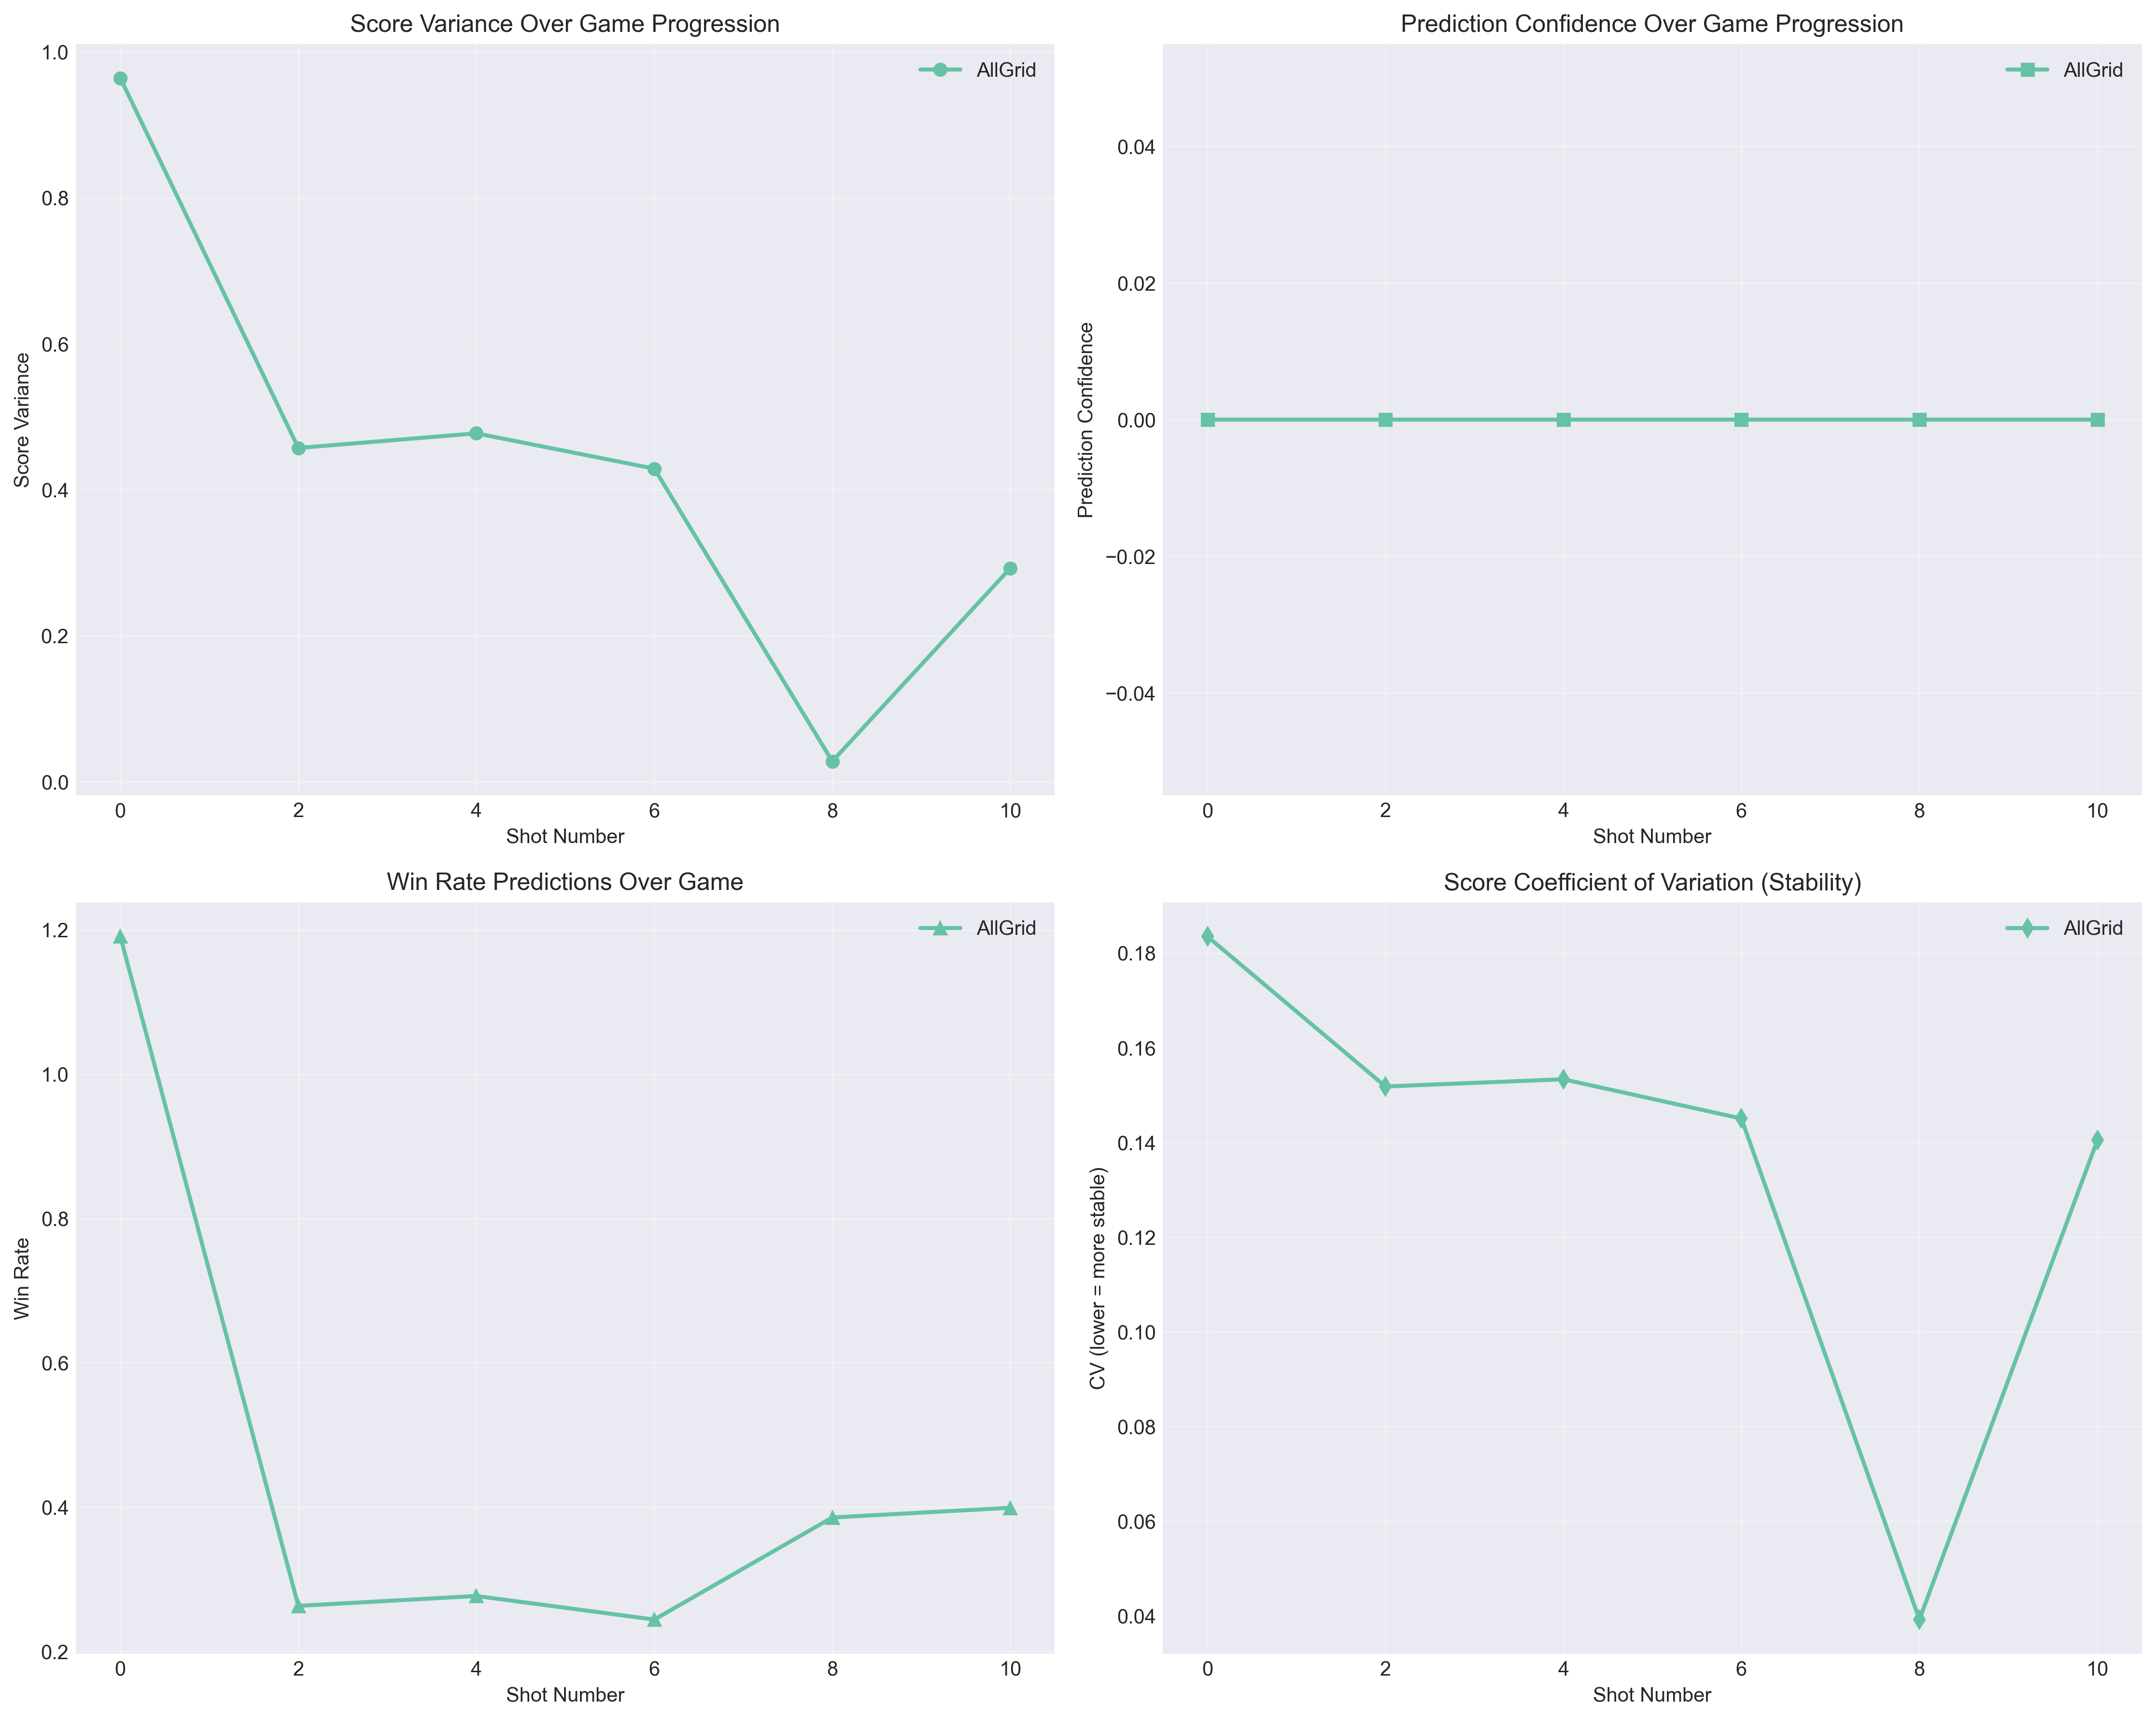 Score Variance Over Game Progression
AllGrid
1.0
0.8
0.6
0.4
0.2
0.0
Score Variance
0 2 4 6 8 10
Shot Number
Prediction Confidence Over Game Progression
AllGrid
0.04
0.02
0.00
−0.02
−0.04
Prediction Confidence
0 2 4 6 8 10
Shot Number
Win Rate Predictions Over Game
AllGrid
1.2
1.0
0.8
0.6
0.4
0.2
Win Rate
0 2 4 6 8 10
Shot Number
Score Coefficient of Variation (Stability)
AllGrid
0.18
0.16
0.14
0.12
0.10
0.08
0.06
0.04
CV (lower = more stable)
0 2 4 6 8 10
Shot Number